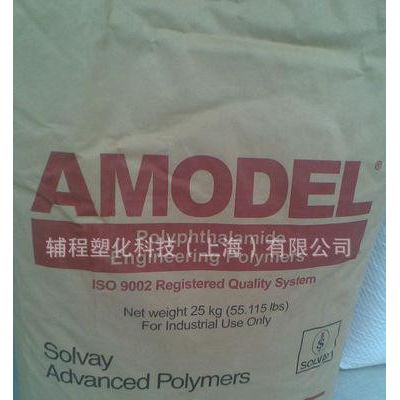 AMODEL®
Polyphthalamide
辅程塑化科技(上海)有限公司
Engineering Polymers
ISO 9002 Registered Quality System
Net weight 25 kg (55.115 lbs)
For Industrial Use Only
Solvay
Advanced Polymers
SOLVAY